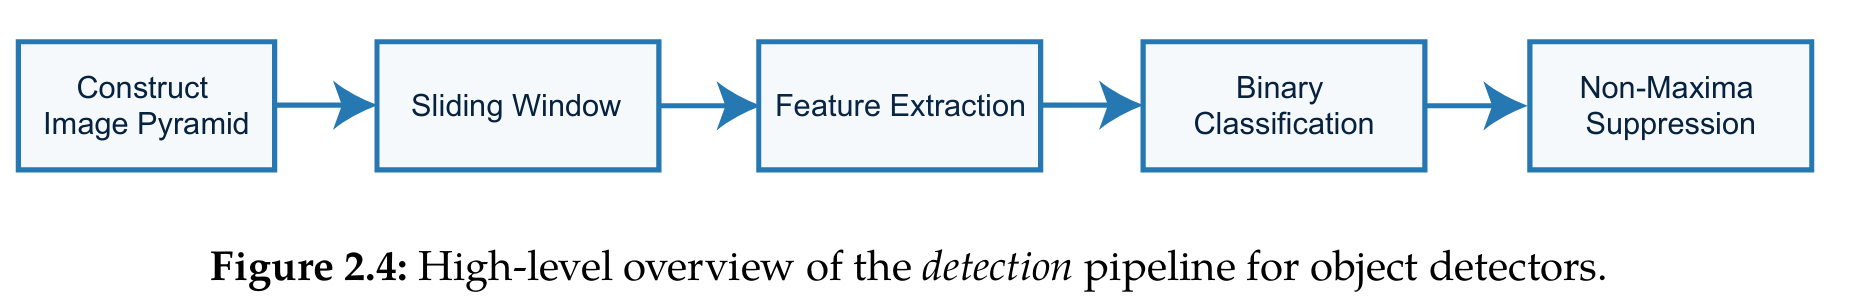 Construct
Image Pyramid
Sliding Window
Feature Extraction
Binary
Classification
Non-Maxima
Suppression
Figure 2.4: High-level overview of the detection pipeline for object detectors.